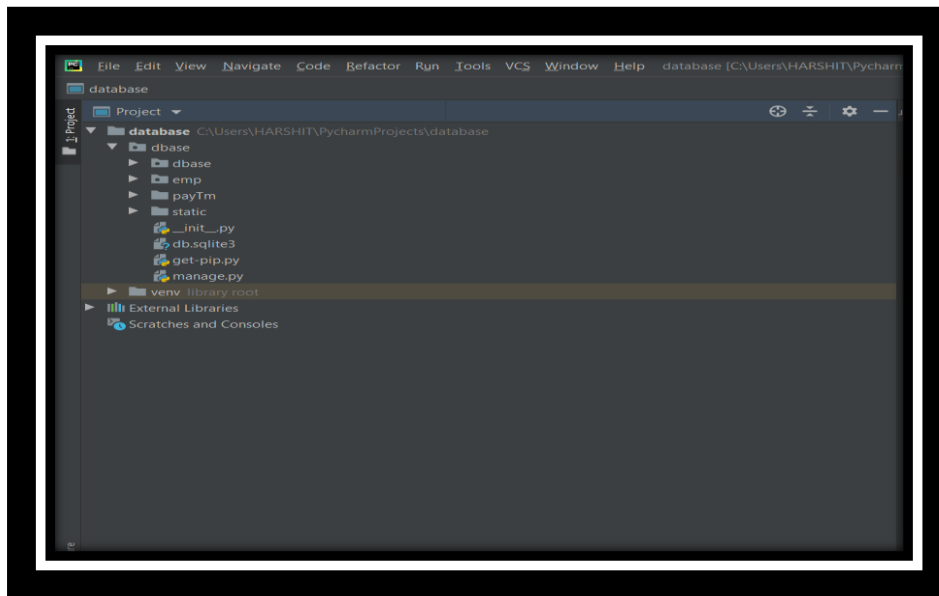 PC File Edit View Navigate Code Refactor Run Tools VCS Window Help database [C:\Users\HARSHIT\Pycharm
database
Project
1: Project
database C:\Users\HARSHIT\PycharmProjects\database
dbase
dbase
emp
payTm
static
__init__.py
db.sqlite3
get-pip.py
manage.py
venv library root
External Libraries
Scratches and Consoles
re